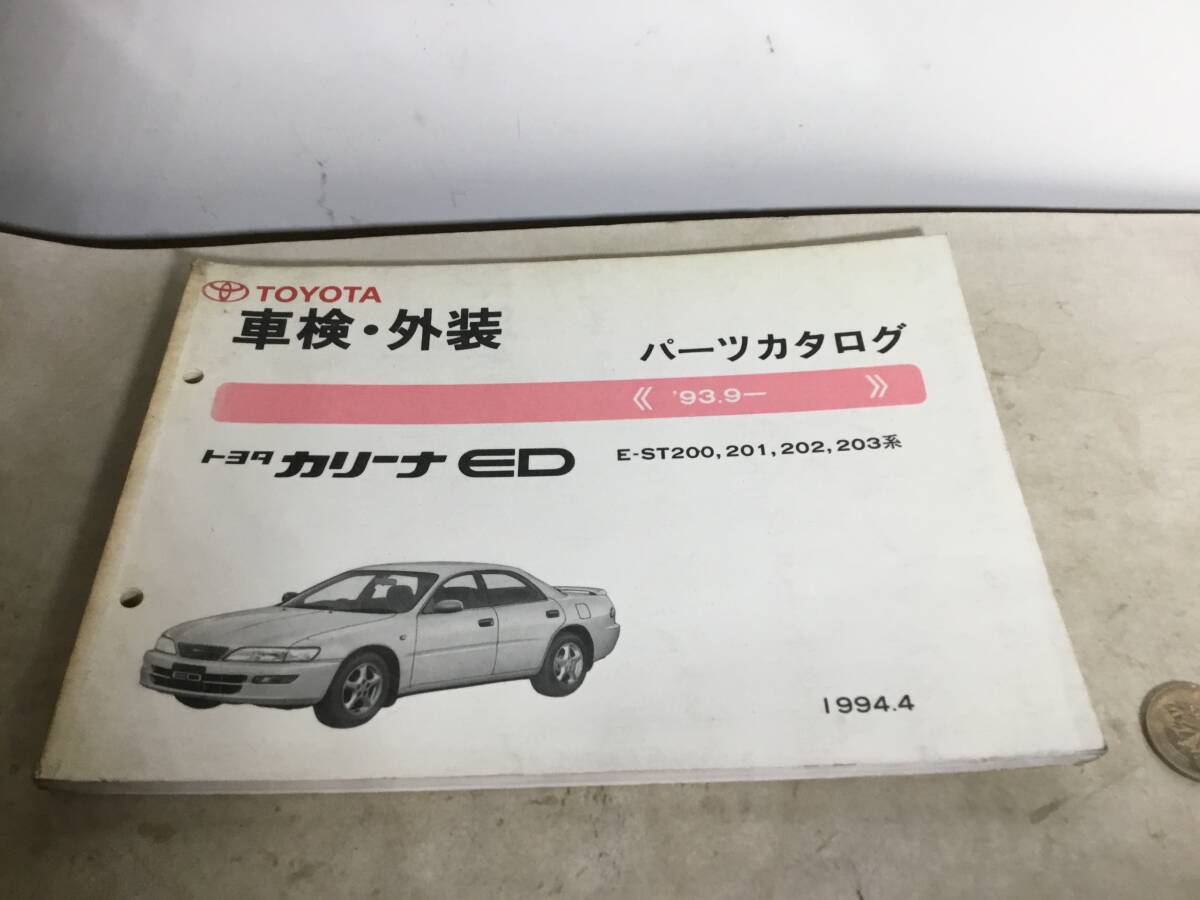 TOYOTA
車検・外装
パーツカタログ
《 '93.9ー 》
トヨタ カリーナ ED
E-ST200, 201, 202, 203系
ED
1994.4